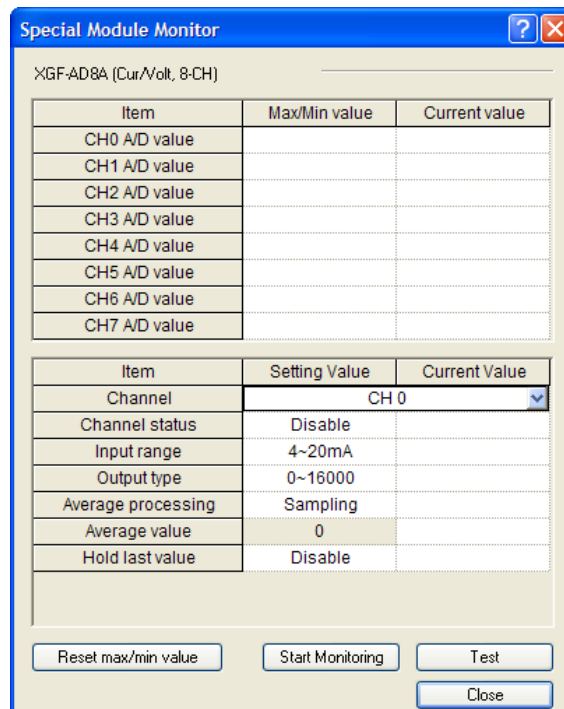 Special Module Monitor
XGF-AD8A (Cur/Volt, 8-CH)
Item Max/Min value Current value
CH0 A/D value
CH1 A/D value
CH2 A/D value
CH3 A/D value
CH4 A/D value
CH5 A/D value
CH6 A/D value
CH7 A/D value
Item Setting Value Current Value
Channel CH 0
Channel status Disable
Input range 4~20mA
Output type 0~16000
Average processing Sampling
Average value 0
Hold last value Disable
Reset max/min value Start Monitoring Test
Close